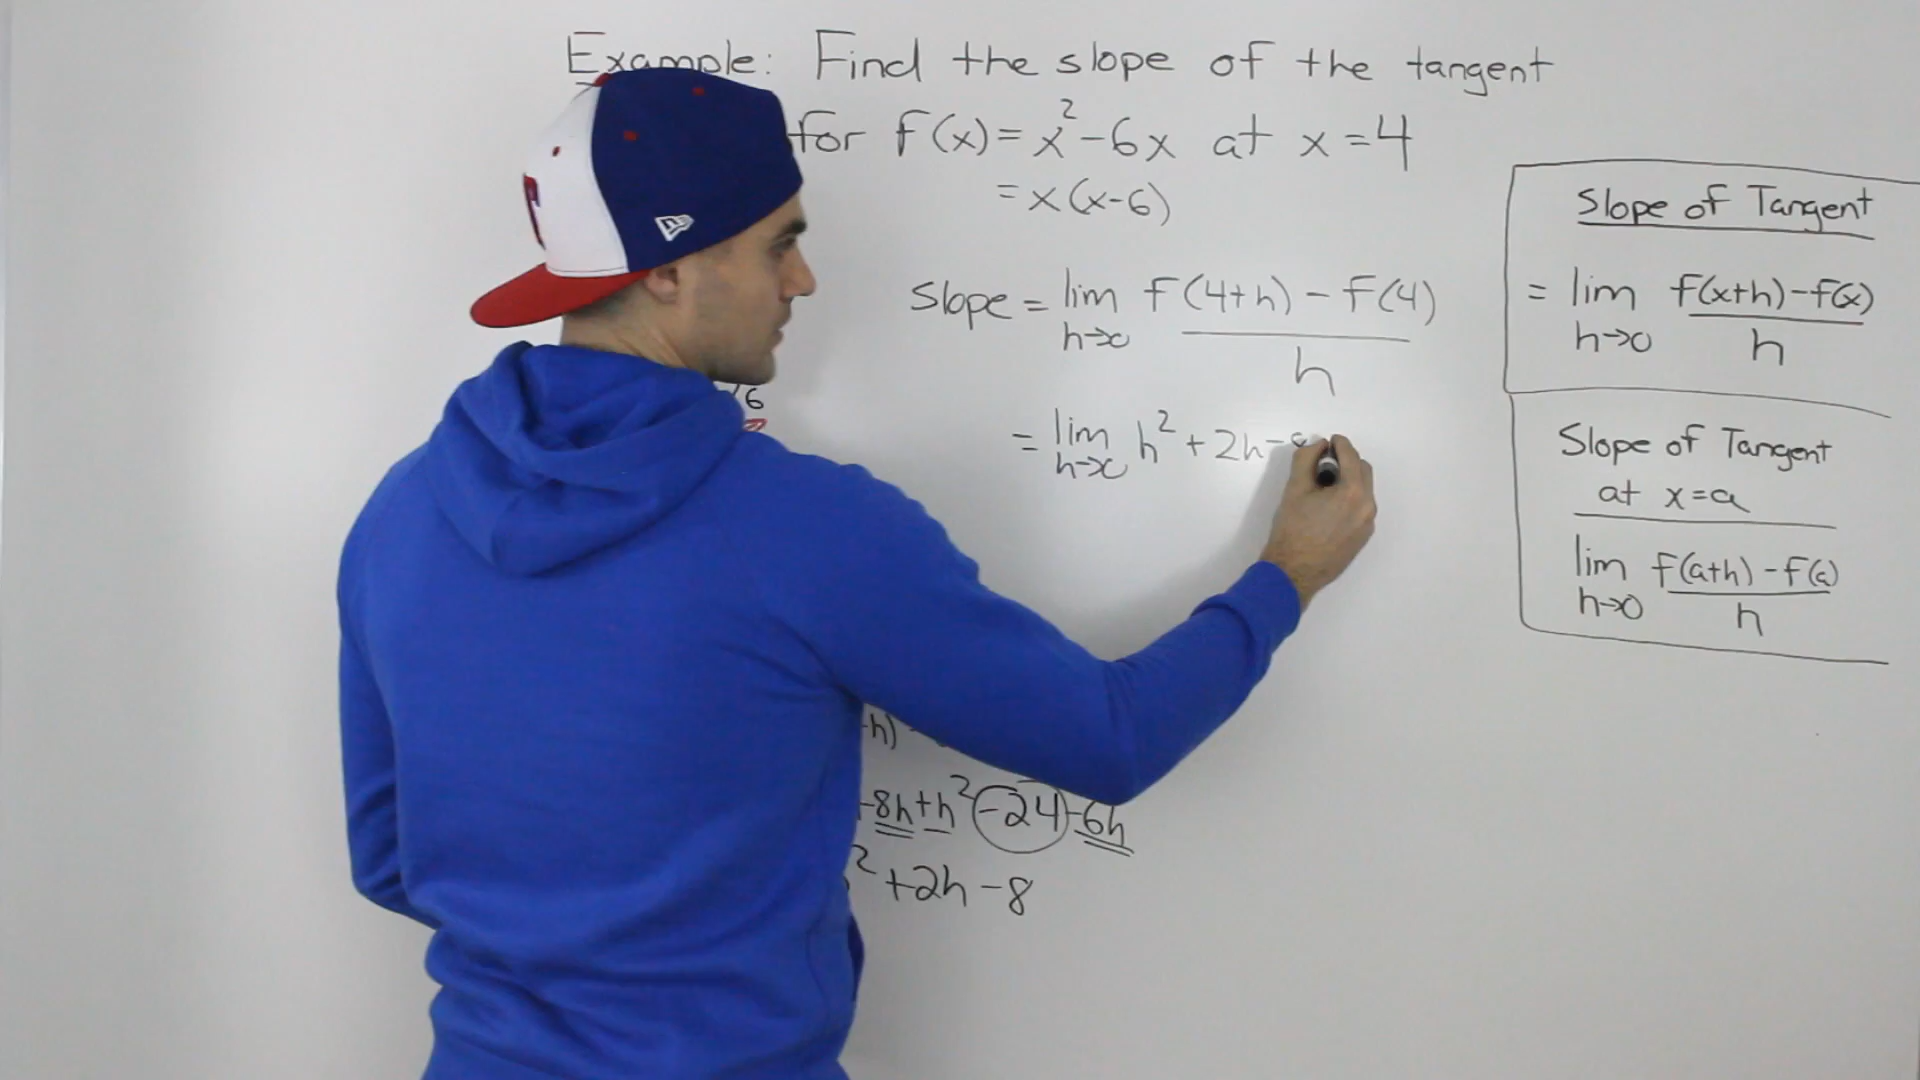 Example: Find the slope of the tangent
for f(x) = x² - 6x at x = 4
= x(x-6)
Slope = lim f(4+h) - f(4)
h→0
h
= lim h² + 2h -
h→0
6
h)
8h + h² - 24 - 6h
² + 2h - 8
Slope of Tangent
= lim f(x+h) - f(x)
h→0 h
Slope of Tangent
at x = a
lim f(a+h) - f(a)
h→0 h